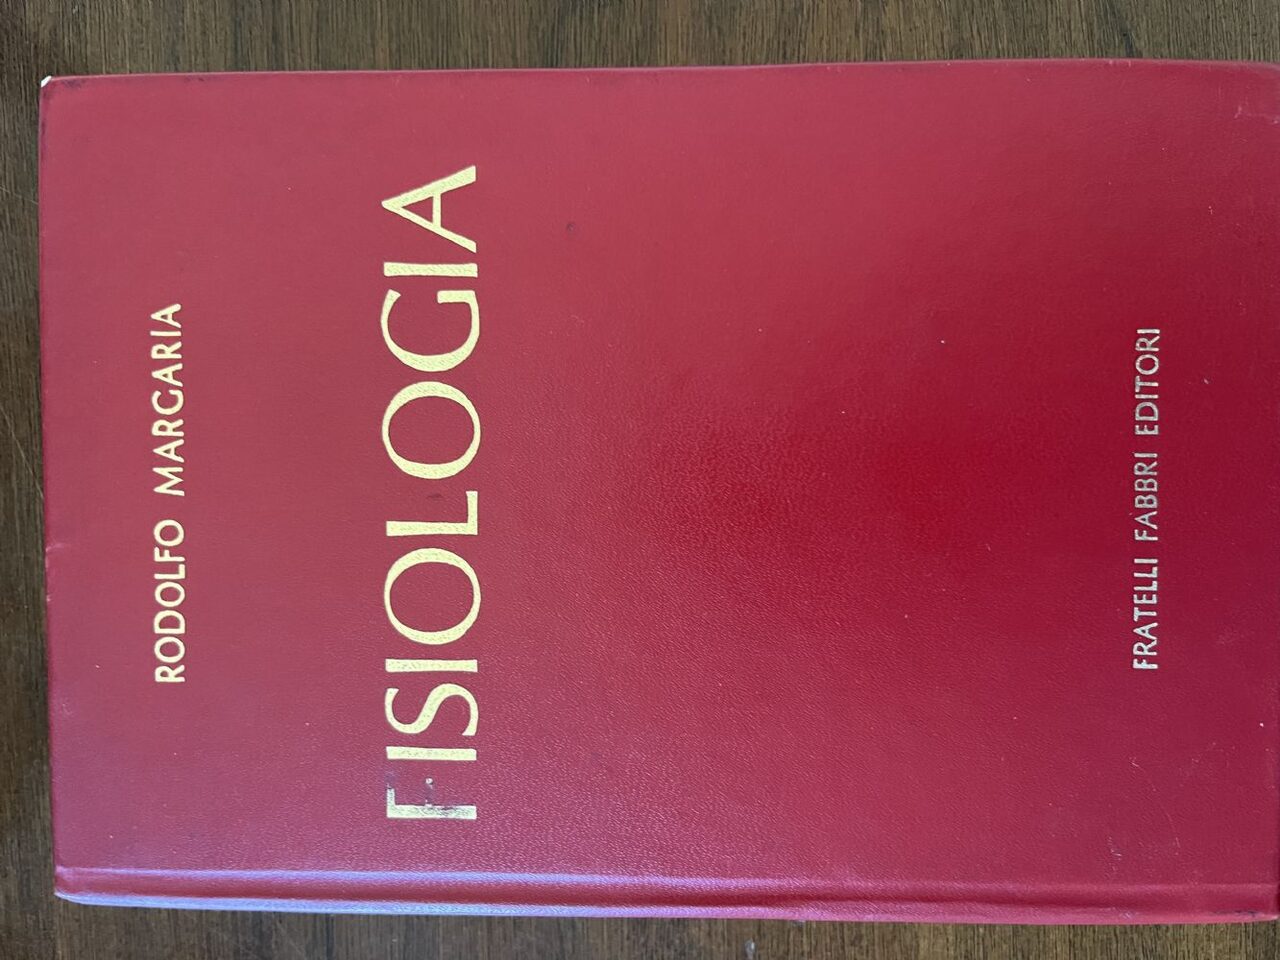 RODOLFO MARGARIA
FISIOLOGIA
FRATELLI FABBRI EDITORI